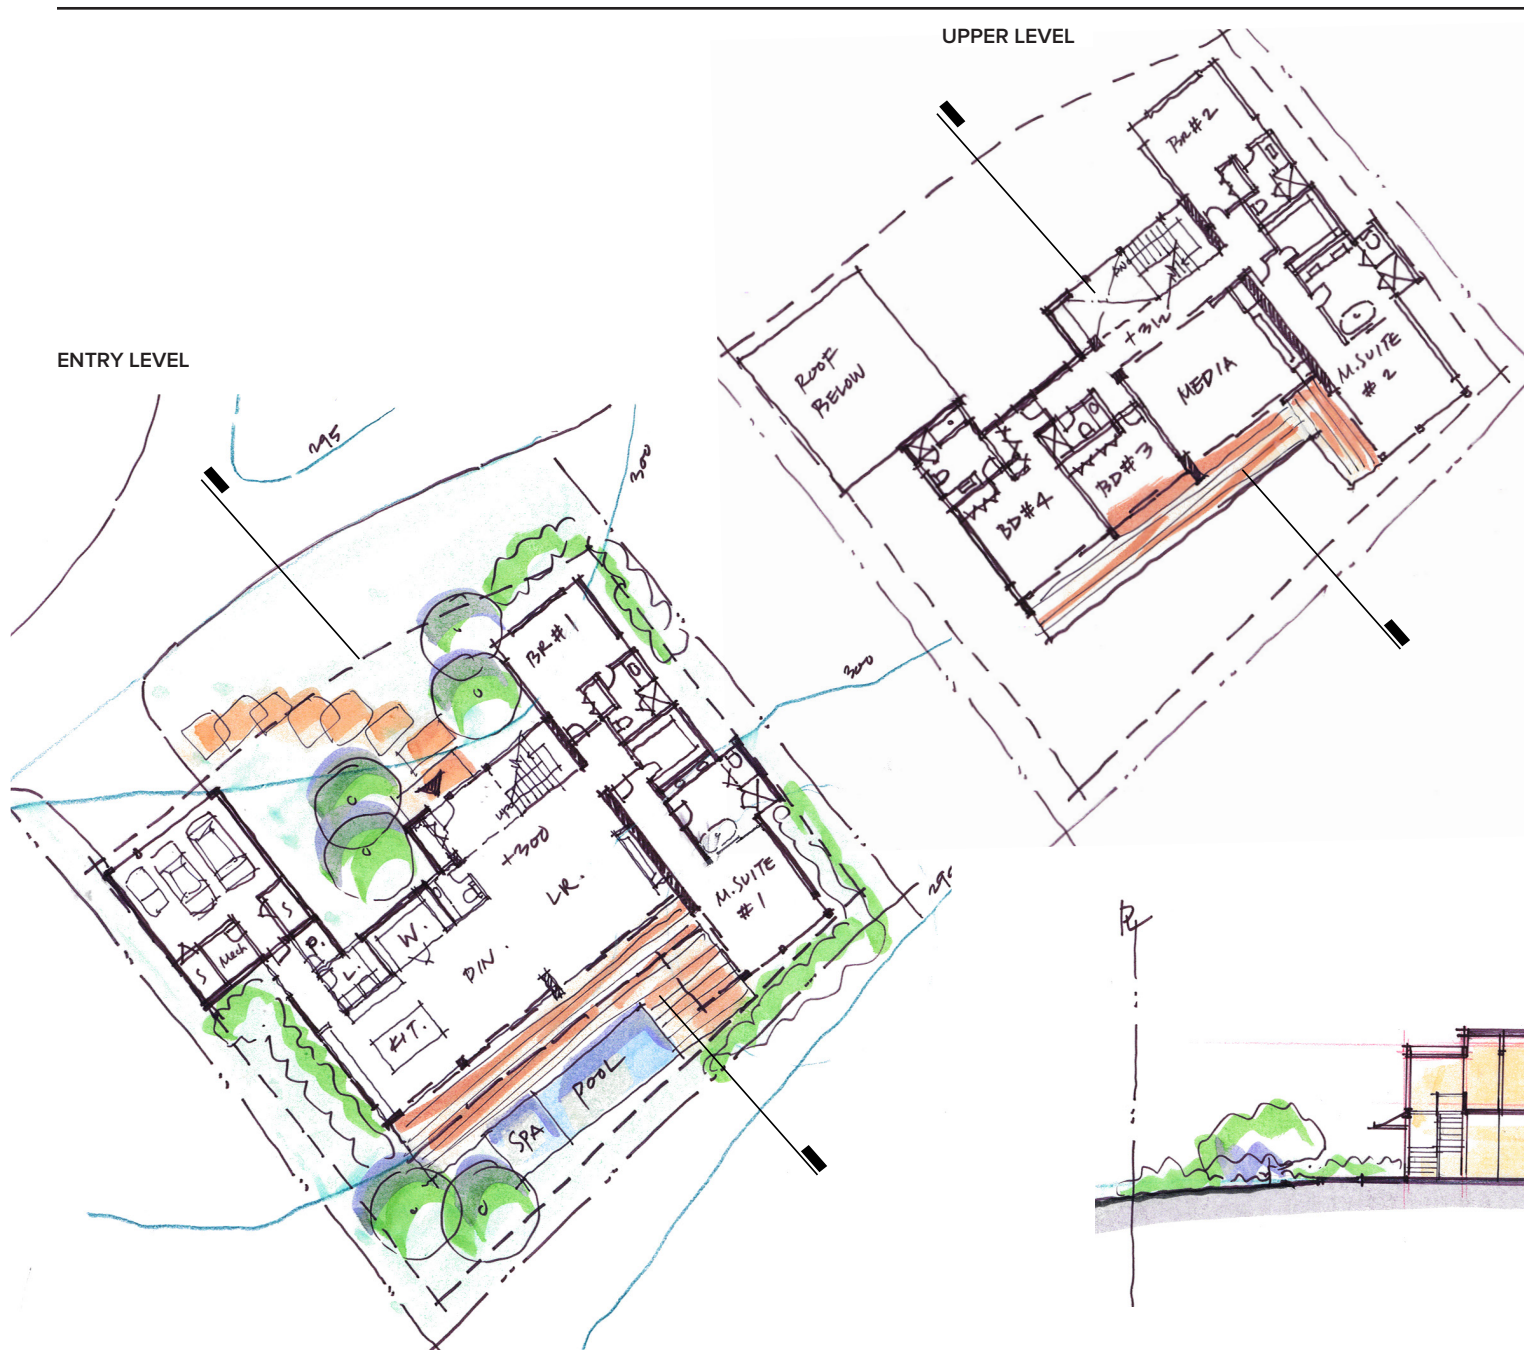 UPPER LEVEL
BR#2
+312
ROOF
BELOW
MEDIA
M.SUITE
#2
BD#3
BD#4
ENTRY LEVEL
295
300
BR#1
300
UP
+300
LR.
M.SUITE
#1
S
P.
W.
L.
DIN.
S
Mech
KIT.
POOL
SPA
PL